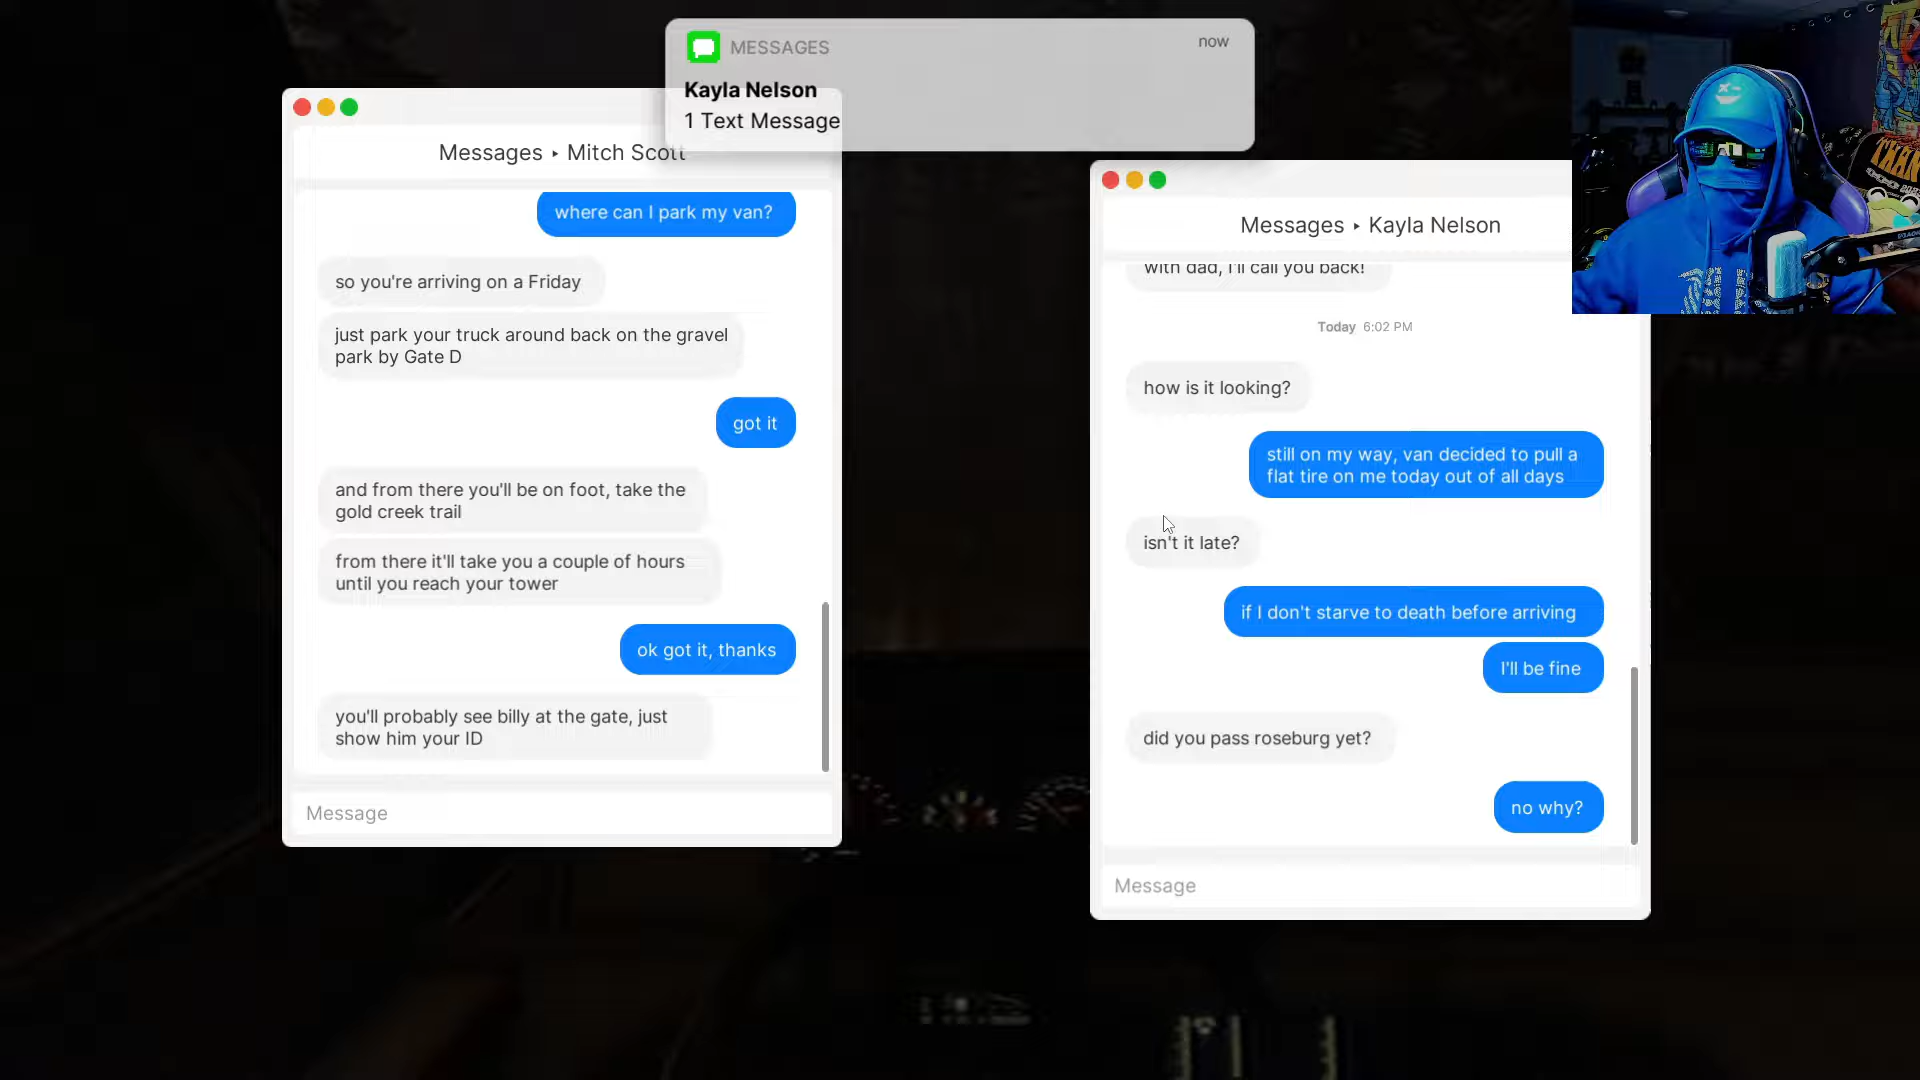 MESSAGES
now
Kayla Nelson
1 Text Message
Messages ▸ Mitch Scott
where can I park my van?
so you're arriving on a Friday
just park your truck around back on the gravel
park by Gate D
got it
and from there you'll be on foot, take the
gold creek trail
from there it'll take you a couple of hours
until you reach your tower
ok got it, thanks
you'll probably see billy at the gate, just
show him your ID
Message
Messages ▸ Kayla Nelson
with dad, I'll call you back!
Today 6:02 PM
how is it looking?
still on my way, van decided to pull a
flat tire on me today out of all days
isn't it late?
if I don't starve to death before arriving
I'll be fine
did you pass roseburg yet?
no why?
Message